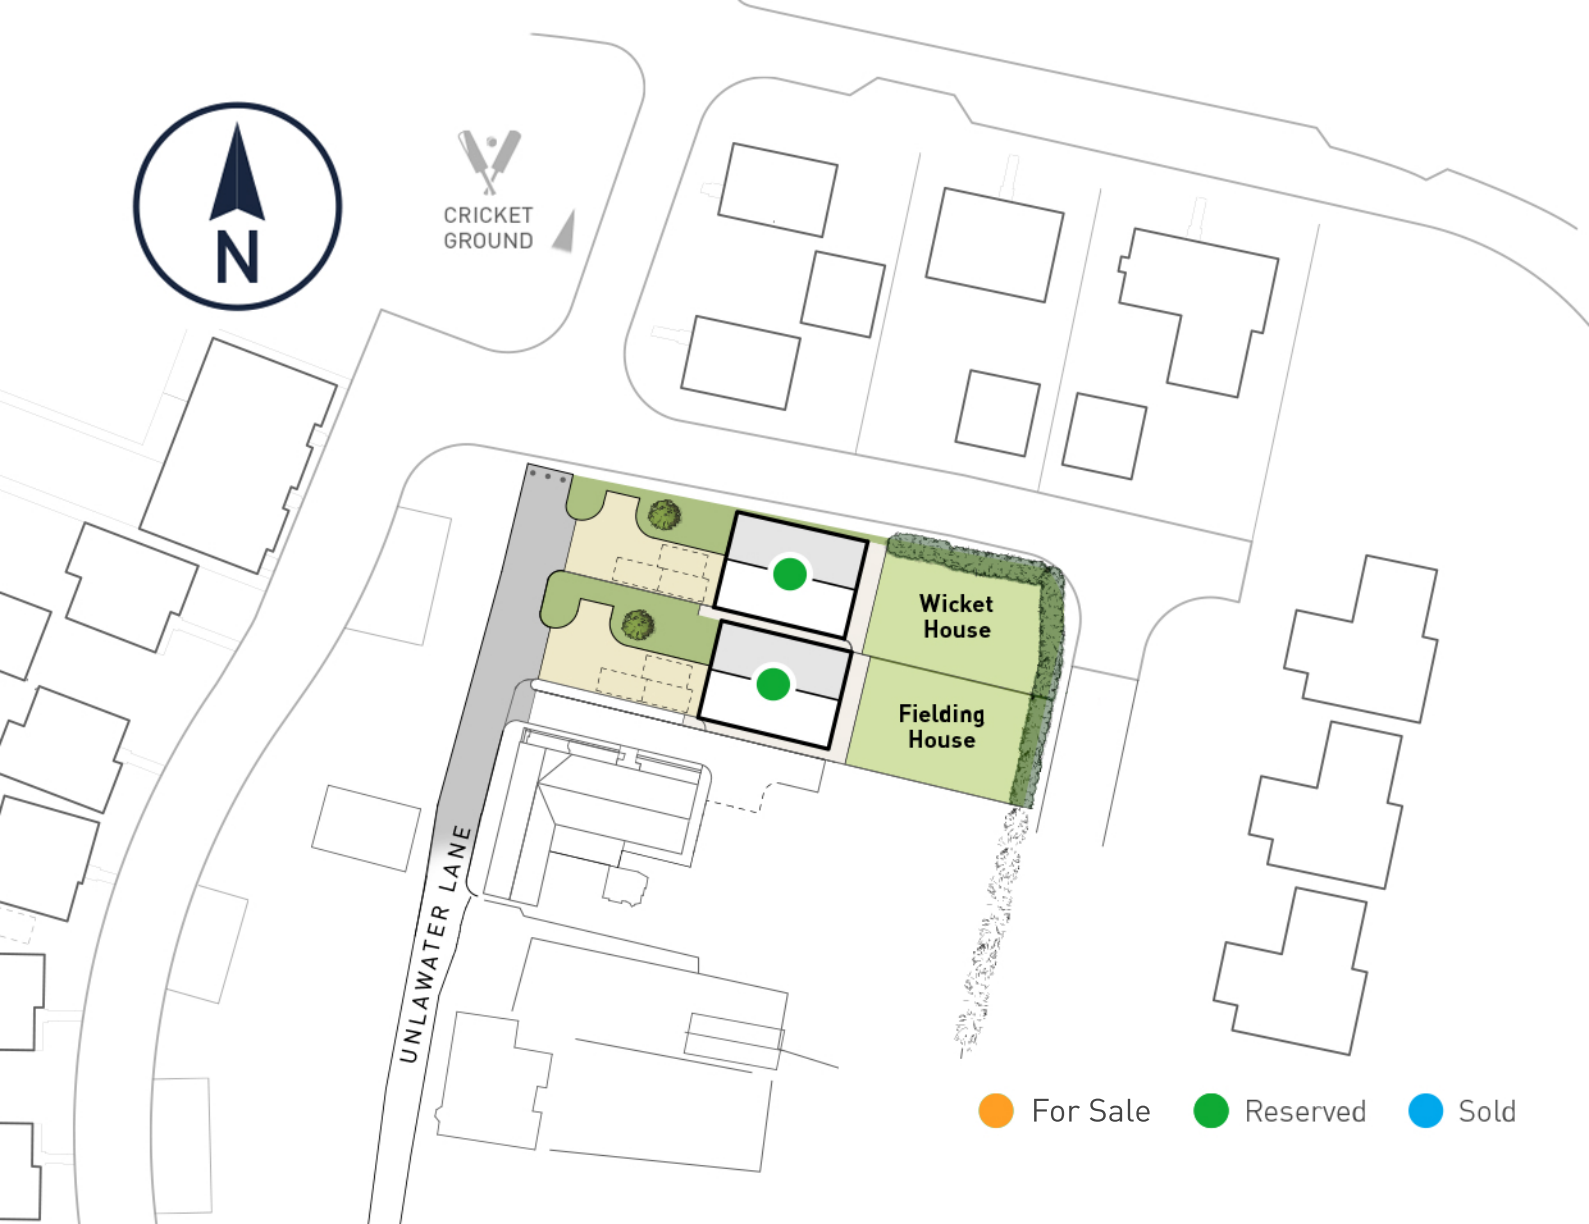 N
CRICKET
GROUND
Wicket
House
Fielding
House
UNLAWATER LANE
For Sale
Reserved
Sold